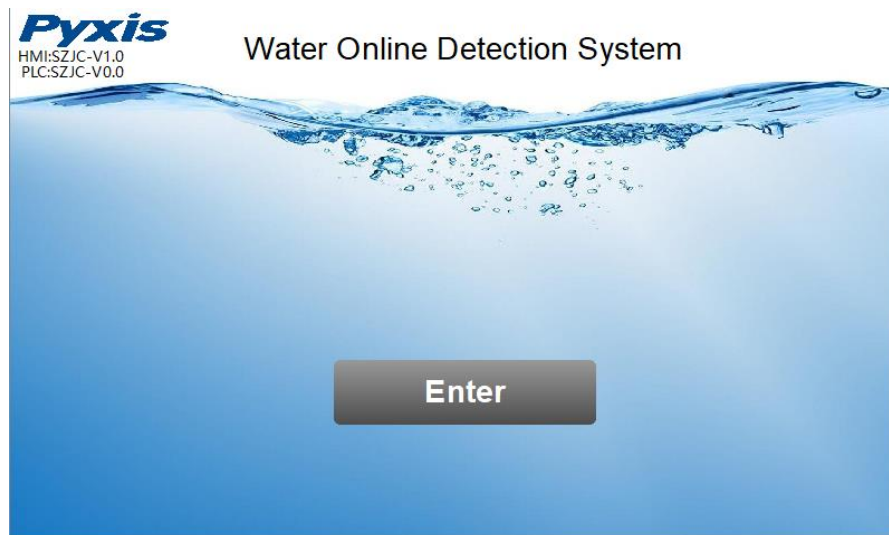 Pyxis
HMI:SZJC-V1.0
PLC:SZJC-V0.0
Water Online Detection System
Enter